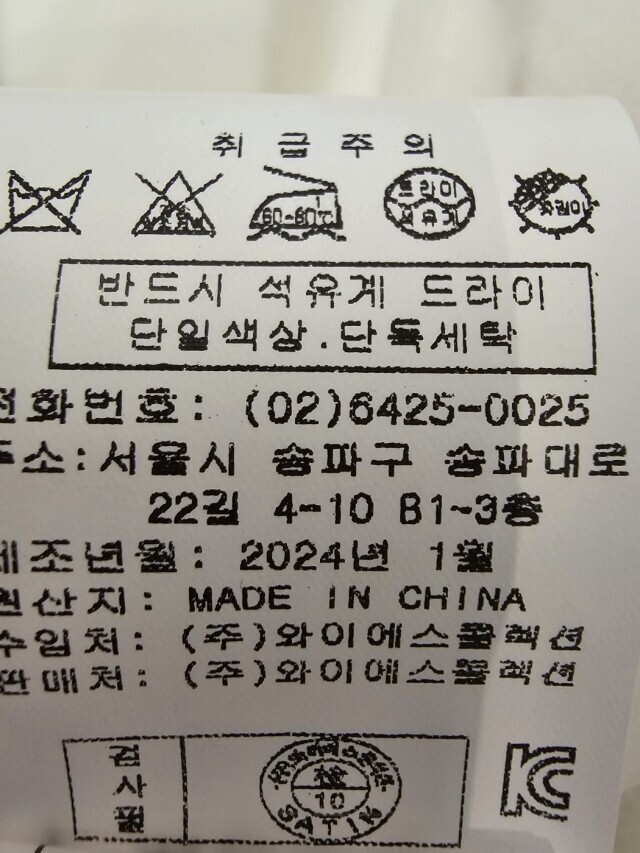 취급주의
60~80℃
드라이
석유계
반드시 석유계 드라이
단일색상.단독세탁
전화번호: (02)6425-0025
주소:서울시 송파구 송파대로
22길 4-10 B1~3층
제조년월: 2024년 1월
원산지: MADE IN CHINA
수입처: (주)와이에스콜렉션
판매처: (주)와이에스콜렉션
검사필
檢
10
SATIN